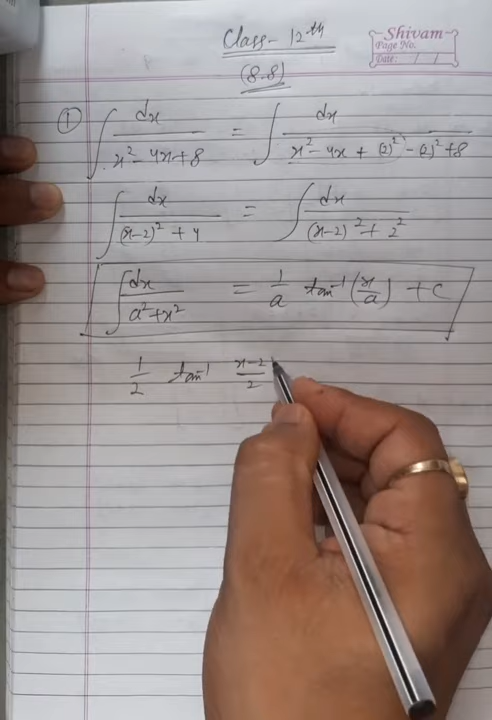 Class - 12th
Shivam
Page No.
Date: / /
(8.8)
① ∫ dx / x² - 4x + 8 = ∫ dx / x² - 4x + (2)² - (2)² + 8
∫ dx / (x-2)² + 4 = ∫ dx / (x-2)² + 2²
∫ dx / a² + x² = 1/a tan⁻¹ (x/a) + C
1/2 tan⁻¹ x-2/2